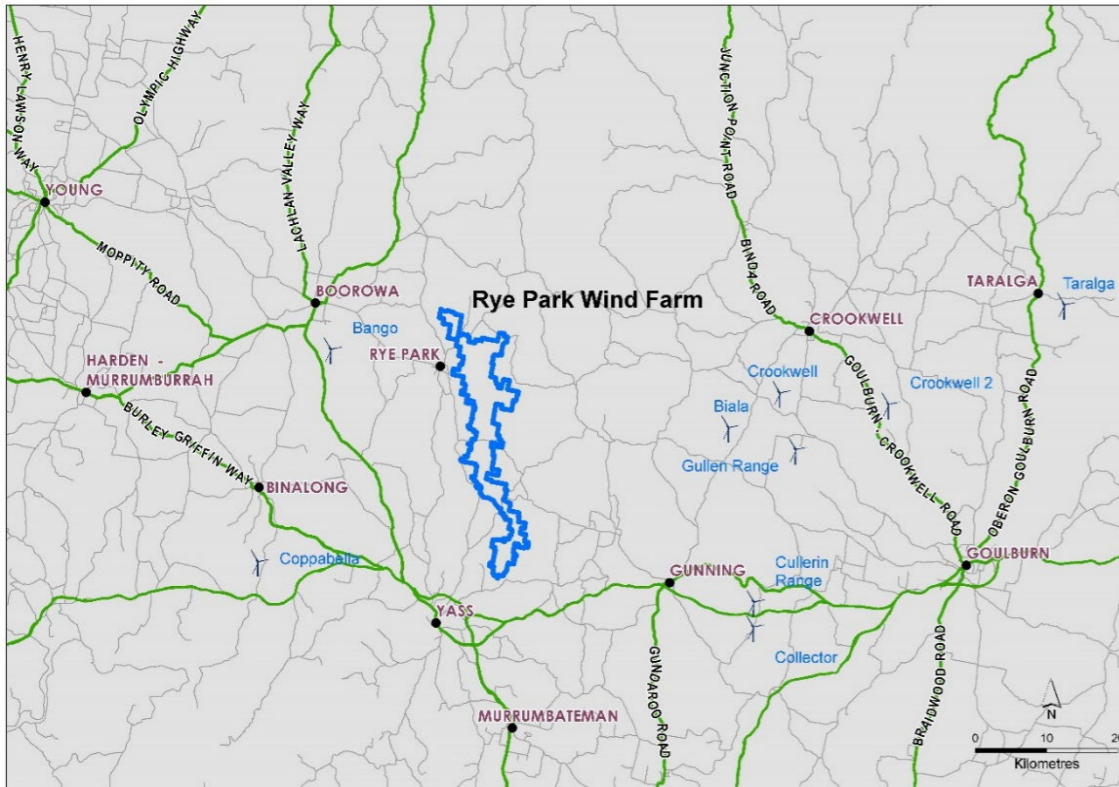 HENRY LAWSON WAY
OLYMPIC HIGHWAY
LACHLAN VALLEY WAY
JUNCTION POINT ROAD
YOUNG
MOPPITY ROAD
BINDA ROAD
TARALGA
Taralga
BOOROWA
Rye Park Wind Farm
CROOKWELL
Bango
RYE PARK
HARDEN -
MURRUMBURRAH
Crookwell
Crookwell 2
GOULBURN - CROOKWELL ROAD
OBERON GOULBURN ROAD
Biala
BURLEY GRIFFIN WAY
Gullen Range
BINALONG
Coppabella
GOULBURN
GUNNING
Cullerin
Range
YASS
GUNDAROO ROAD
Collector
BRAIDWOOD ROAD
MURRUMBATEMAN
N
0 10 20
Kilometres